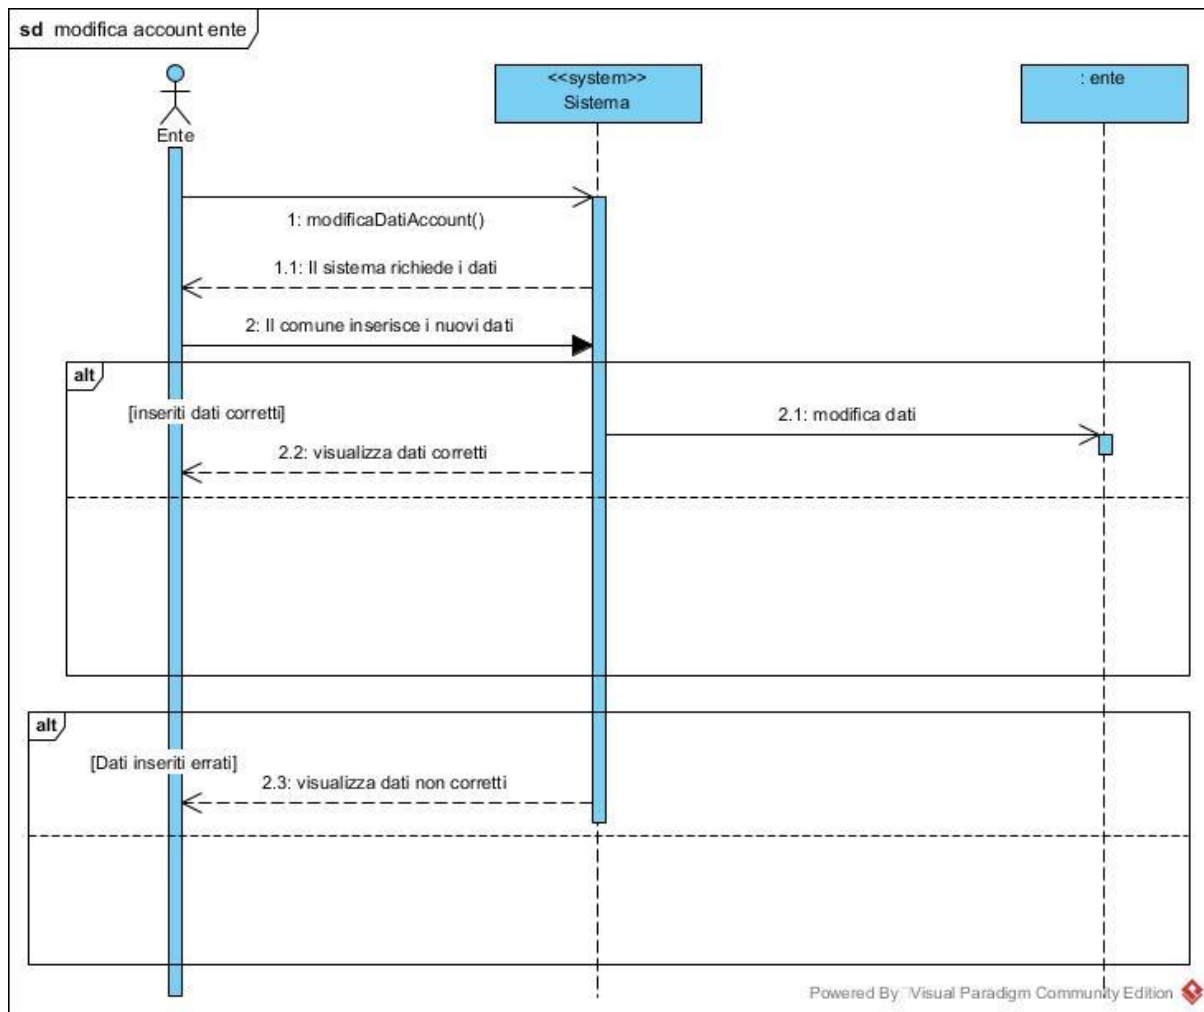 sd modifica account ente
<<system>>
Sistema
: ente
Ente
1: modificaDatiAccount()
1.1: Il sistema richiede i dati
2: Il comune inserisce i nuovi dati
alt
[inseriti dati corretti]
2.1: modifica dati
2.2: visualizza dati corretti
alt
[Dati inseriti errati]
2.3: visualizza dati non corretti
Powered By Visual Paradigm Community Edition